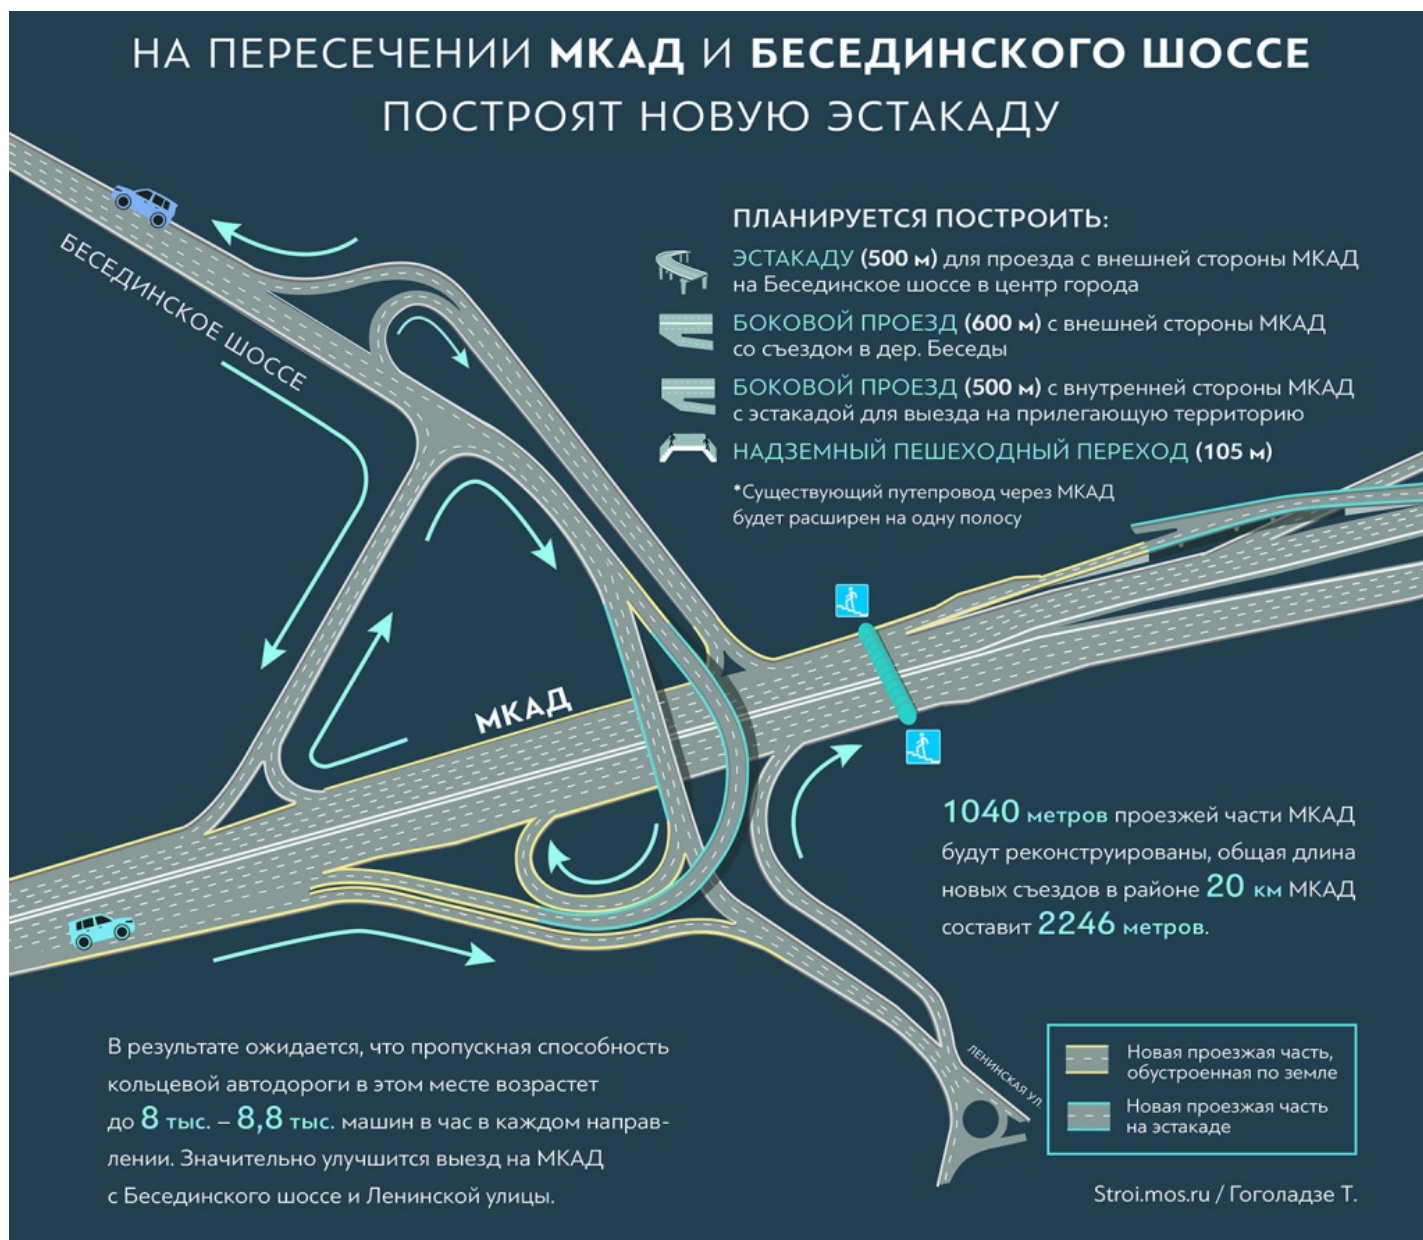 НА ПЕРЕСЕЧЕНИИ МКАД И БЕСЕДИНСКОГО ШОССЕ
ПОСТРОЯТ НОВУЮ ЭСТАКАДУ
ПЛАНИРУЕТСЯ ПОСТРОИТЬ:
ЭСТАКАДУ (500 м) для проезда с внешней стороны МКАД
на Бесединское шоссе в центр города
БОКОВОЙ ПРОЕЗД (600 м) с внешней стороны МКАД
со съездом в дер. Беседы
БОКОВОЙ ПРОЕЗД (500 м) с внутренней стороны МКАД
с эстакадой для выезда на прилегающую территорию
НАДЗЕМНЫЙ ПЕШЕХОДНЫЙ ПЕРЕХОД (105 м)
*Существующий путепровод через МКАД
будет расширен на одну полосу
БЕСЕДИНСКОЕ ШОССЕ
МКАД
1040 метров проезжей части МКАД
будут реконструированы, общая длина
новых съездов в районе 20 км МКАД
составит 2246 метров.
В результате ожидается, что пропускная способность
кольцевой автодороги в этом месте возрастет
до 8 тыс. – 8,8 тыс. машин в час в каждом направ-
лении. Значительно улучшится выезд на МКАД
с Бесединского шоссе и Ленинской улицы.
ЛЕНИНСКАЯ УЛ.
Новая проезжая часть,
обустроенная по земле
Новая проезжая часть
на эстакаде
Stroi.mos.ru / Гоголадзе Т.